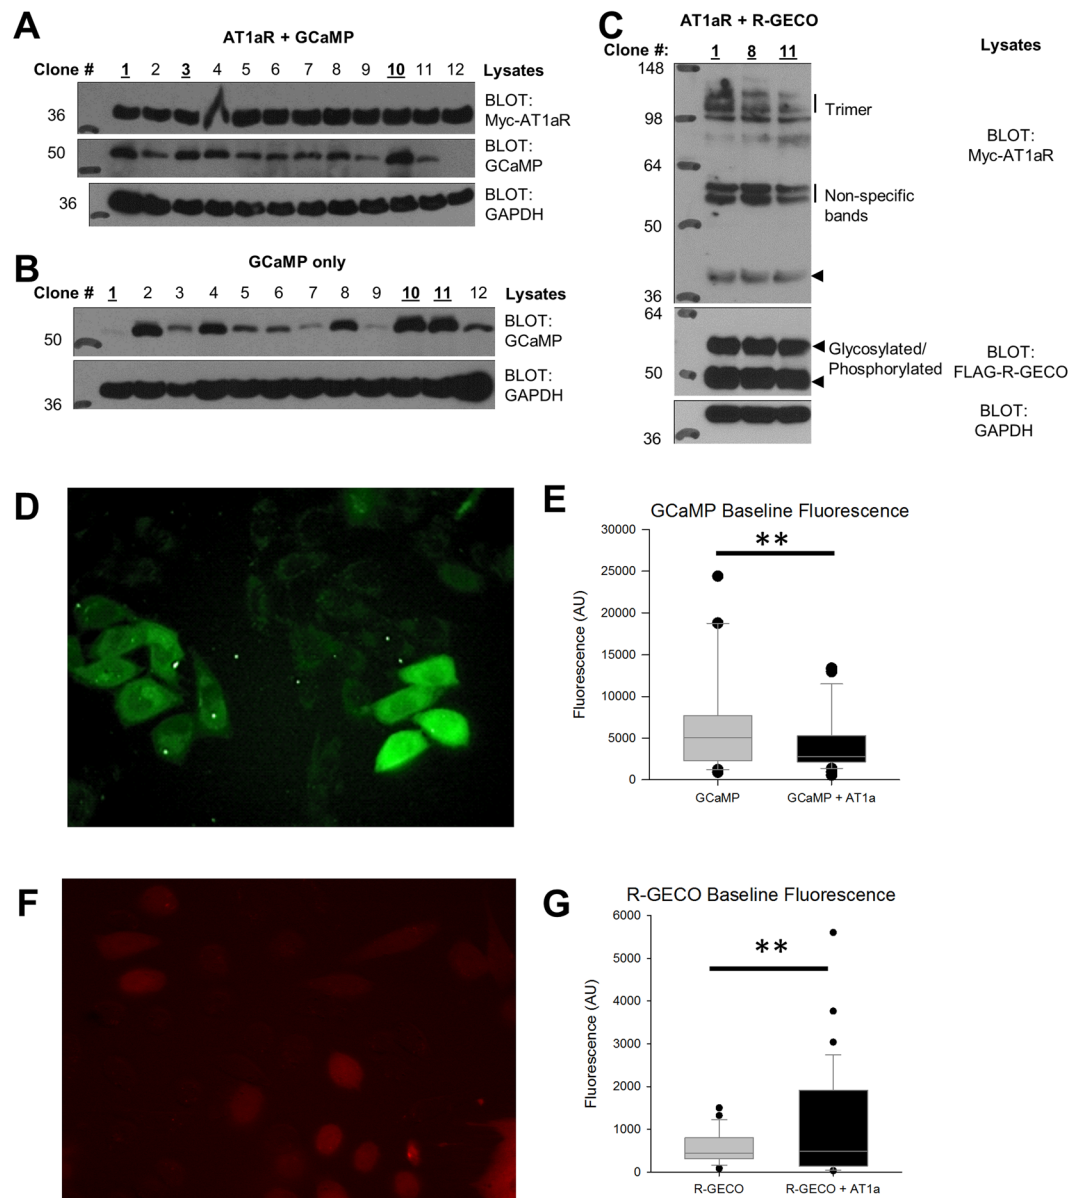 A
AT1aR + GCaMP
Clone # 1 2 3 4 5 6 7 8 9 10 11 12 Lysates
36
BLOT:
Myc-AT1aR
50
BLOT:
GCaMP
36
BLOT:
GAPDH
B
GCaMP only
Clone # 1 2 3 4 5 6 7 8 9 10 11 12 Lysates
50
BLOT:
GCaMP
36
BLOT:
GAPDH
C
AT1aR + R-GECO
Clone #: 1 8 11 Lysates
148
Trimer
98
BLOT:
Myc-AT1aR
64
Non-specific
bands
50
36
64
Glycosylated/
Phosphorylated
BLOT:
FLAG-R-GECO
50
BLOT:
GAPDH
36
D
E
GCaMP Baseline Fluorescence
**
Fluorescence (AU)
30000
25000
20000
15000
10000
5000
0
GCaMP GCaMP + AT1a
F
G
R-GECO Baseline Fluorescence
**
Fluorescence (AU)
6000
5000
4000
3000
2000
1000
0
R-GECO R-GECO + AT1a